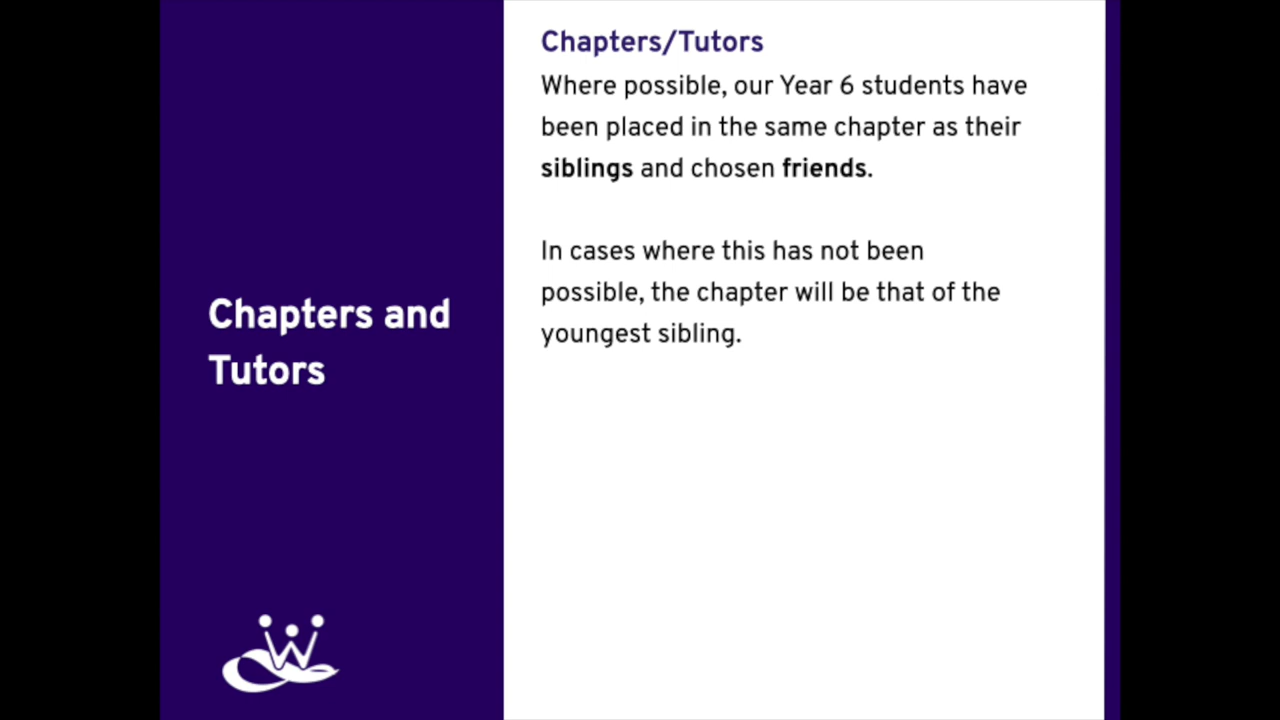 Chapters and
Tutors
Chapters/Tutors
Where possible, our Year 6 students have
been placed in the same chapter as their
siblings and chosen friends.
In cases where this has not been
possible, the chapter will be that of the
youngest sibling.